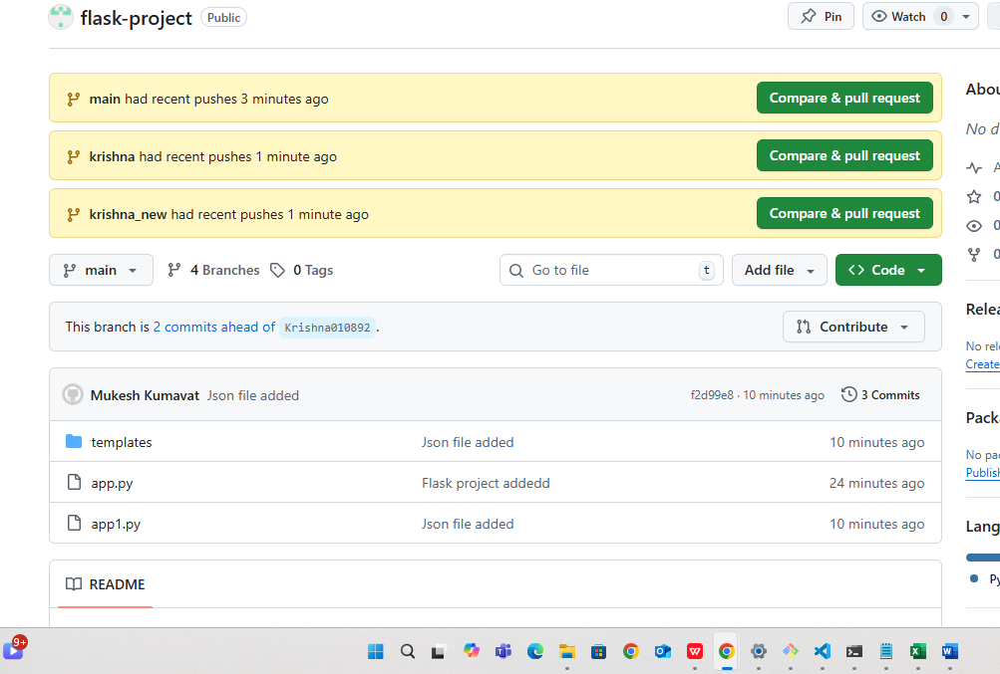 flask-project Public Pin Watch 0
main had recent pushes 3 minutes ago Compare & pull request
krishna had recent pushes 1 minute ago Compare & pull request
krishna_new had recent pushes 1 minute ago Compare & pull request
main 4 Branches 0 Tags Go to file t Add file <> Code
This branch is 2 commits ahead of Krishna010892 . Contribute
Mukesh Kumavat Json file added f2d99e8 · 10 minutes ago 3 Commits
templates Json file added 10 minutes ago
app.py Flask project addedd 24 minutes ago
app1.py Json file added 10 minutes ago
README
Abou
No d
A
0
0
0
Relea
No rel
Create
Packa
No pac
Publish
Lang
Py
9+